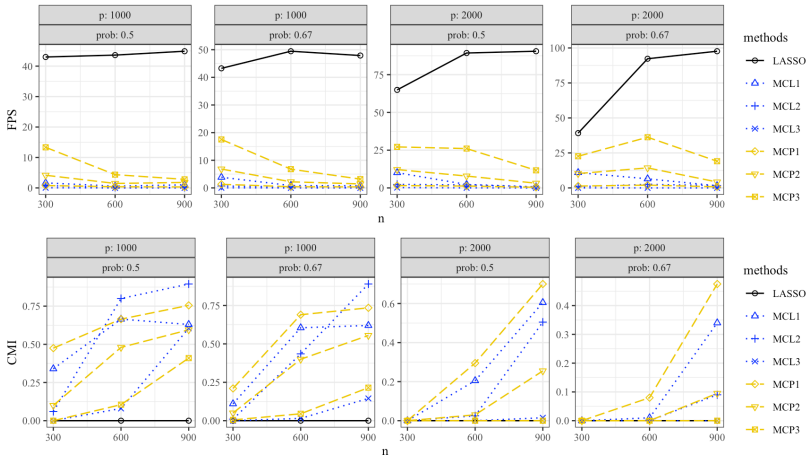 p: 1000
p: 1000
p: 2000
p: 2000
prob: 0.5
prob: 0.67
prob: 0.5
prob: 0.67
FPS
40
30
20
10
0
50
40
30
20
10
0
75
50
25
0
100
75
50
25
0
300 600 900
300 600 900
300 600 900
300 600 900
n
methods
LASSO
MCL1
MCL2
MCL3
MCP1
MCP2
MCP3
p: 1000
p: 1000
p: 2000
p: 2000
prob: 0.5
prob: 0.67
prob: 0.5
prob: 0.67
CMI
0.75
0.50
0.25
0.00
0.75
0.50
0.25
0.00
0.6
0.4
0.2
0.0
0.4
0.3
0.2
0.1
0.0
300 600 900
300 600 900
300 600 900
300 600 900
n
methods
LASSO
MCL1
MCL2
MCL3
MCP1
MCP2
MCP3